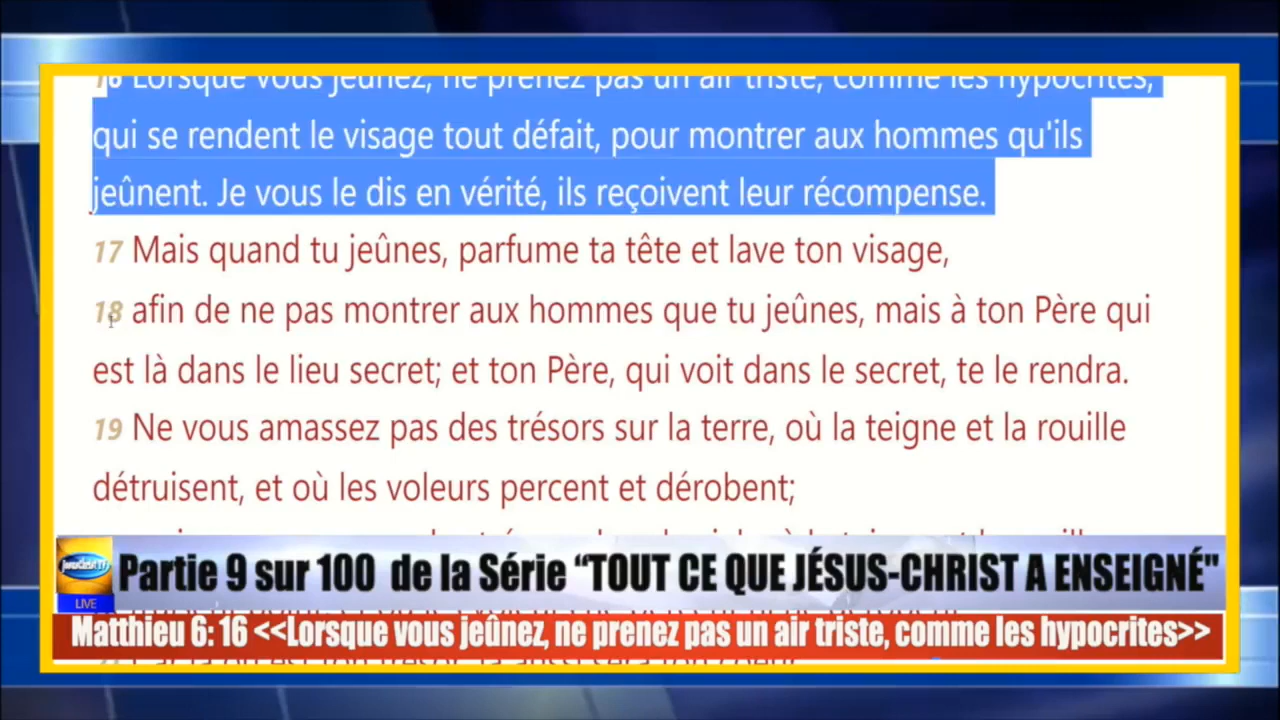 16 Lorsque vous jeûnez, ne prenez pas un air triste, comme les hypocrites,
qui se rendent le visage tout défait, pour montrer aux hommes qu'ils
jeûnent. Je vous le dis en vérité, ils reçoivent leur récompense.
17 Mais quand tu jeûnes, parfume ta tête et lave ton visage,
18 afin de ne pas montrer aux hommes que tu jeûnes, mais à ton Père qui
est là dans le lieu secret; et ton Père, qui voit dans le secret, te le rendra.
19 Ne vous amassez pas des trésors sur la terre, où la teigne et la rouille
détruisent, et où les voleurs percent et dérobent;
JesusChrist TV
LIVE
Partie 9 sur 100 de la Série “TOUT CE QUE JÉSUS-CHRIST A ENSEIGNÉ"
Matthieu 6: 16 <<Lorsque vous jeûnez, ne prenez pas un air triste, comme les hypocrites>>